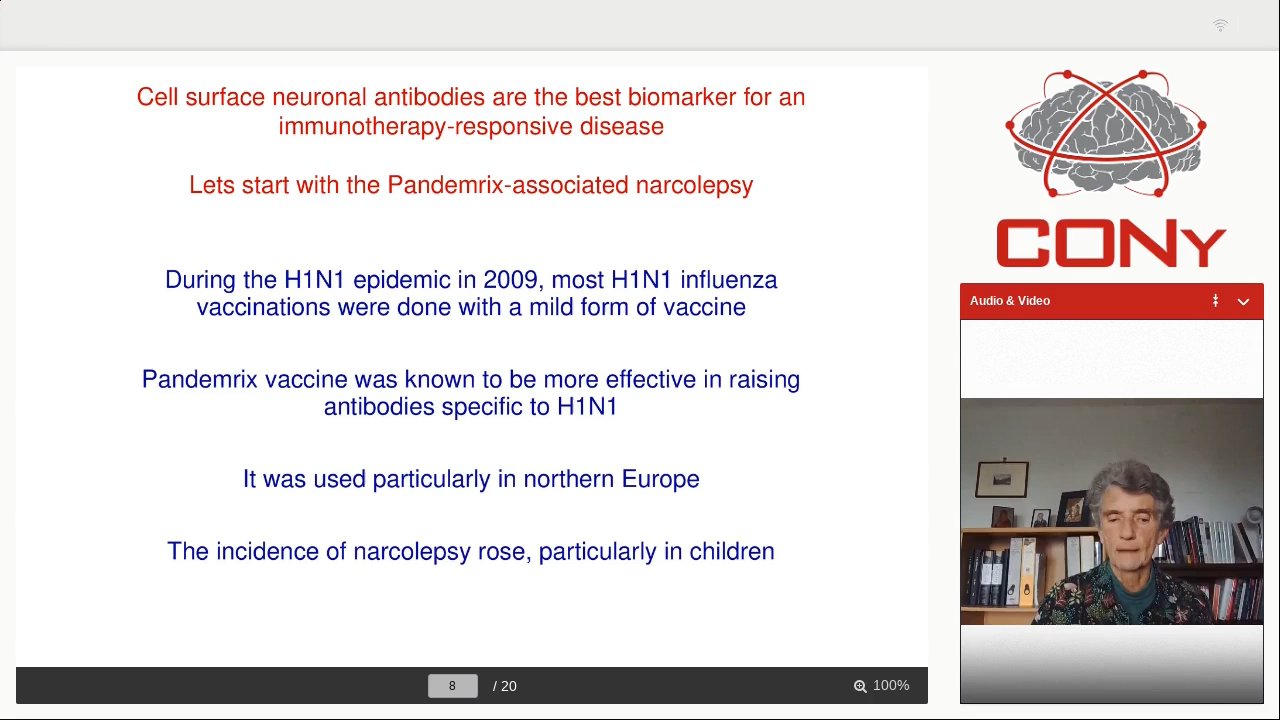 Cell surface neuronal antibodies are the best biomarker for an
immunotherapy-responsive disease
Lets start with the Pandemrix-associated narcolepsy
During the H1N1 epidemic in 2009, most H1N1 influenza
vaccinations were done with a mild form of vaccine
Pandemrix vaccine was known to be more effective in raising
antibodies specific to H1N1
It was used particularly in northern Europe
The incidence of narcolepsy rose, particularly in children
8 / 20
100%
CONy
Audio & Video